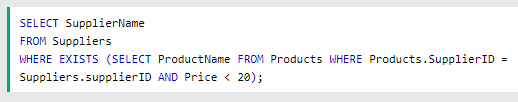 SELECT SupplierName
FROM Suppliers
WHERE EXISTS (SELECT ProductName FROM Products WHERE Products.SupplierID =
Suppliers.supplierID AND Price < 20);